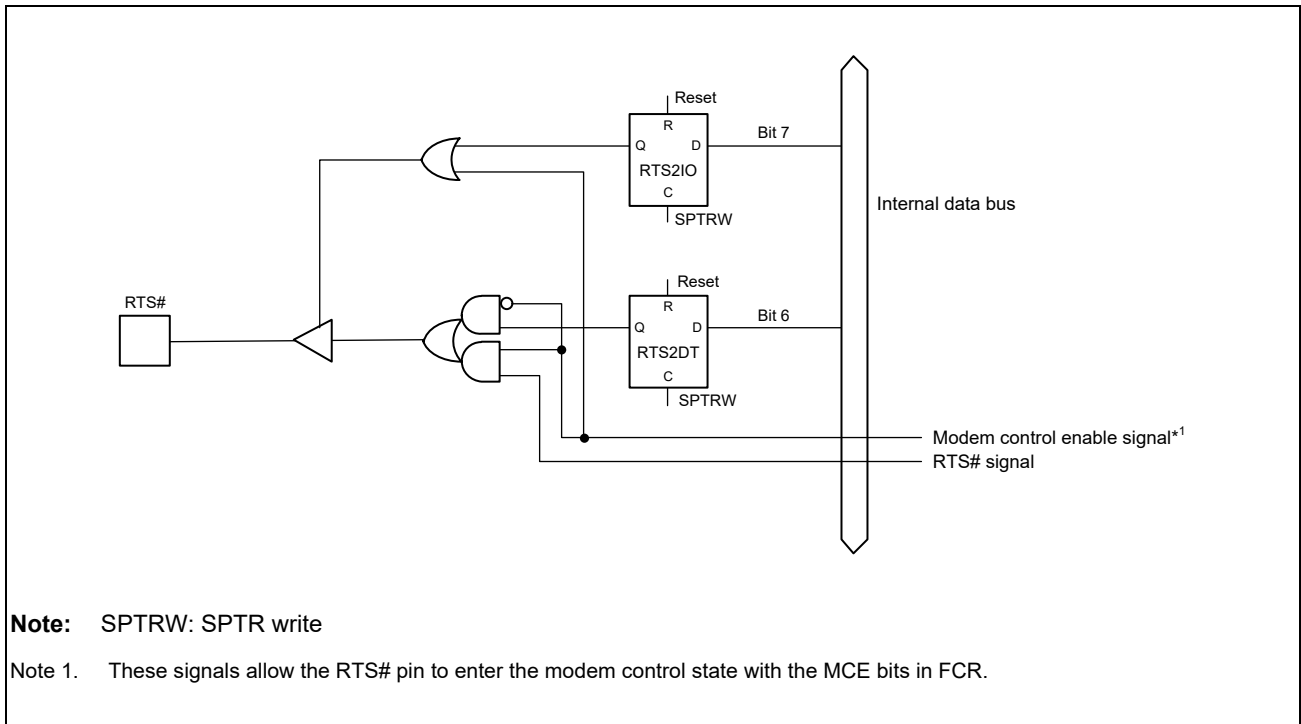 Reset
R
Bit 7
Q D
RTS2IO
C
SPTRW
Internal data bus
Reset
RTS#
R
Bit 6
Q D
RTS2DT
C
SPTRW
Modem control enable signal*1
RTS# signal
Note: SPTRW: SPTR write
Note 1. These signals allow the RTS# pin to enter the modem control state with the MCE bits in FCR.